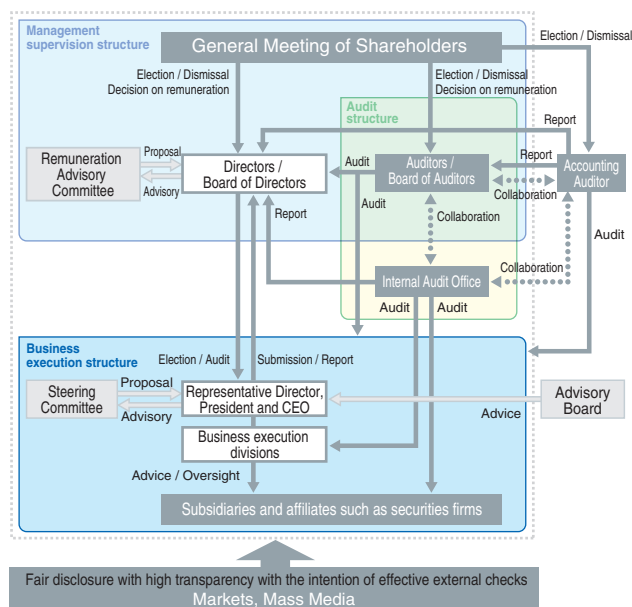 Management
supervision structure
General Meeting of Shareholders
Election / Dismissal
Election / Dismissal
Decision on remuneration
Election / Dismissal
Decision on remuneration
Audit
structure
Report
Remuneration
Advisory
Committee
Proposal
Advisory
Directors /
Board of Directors
Audit
Auditors /
Board of Auditors
Report
Accounting
Auditor
Collaboration
Audit
Report
Collaboration
Audit
Collaboration
Internal Audit Office
Audit
Audit
Business
execution structure
Election / Audit
Submission / Report
Steering
Committee
Proposal
Advisory
Representative Director,
President and CEO
Advice
Advisory
Board
Business execution
divisions
Advice / Oversight
Subsidiaries and affiliates such as securities firms
Fair disclosure with high transparency with the intention of effective external checks
Markets, Mass Media